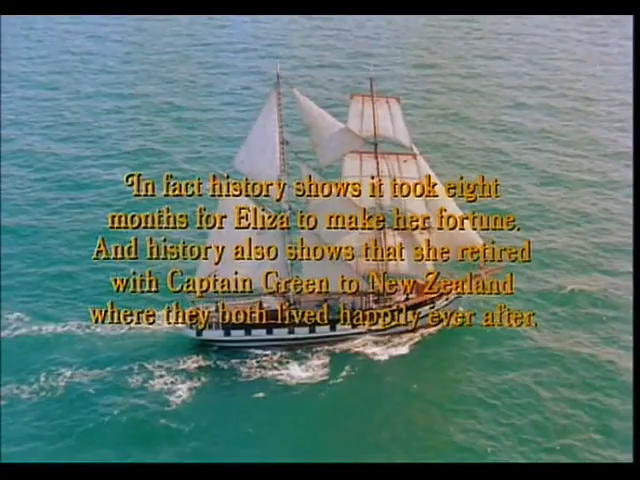 In fact history shows it took eight
months for Eliza to make her fortune.
And history also shows that she retired
with Captain Green to New Zealand
where they both lived happily ever after.